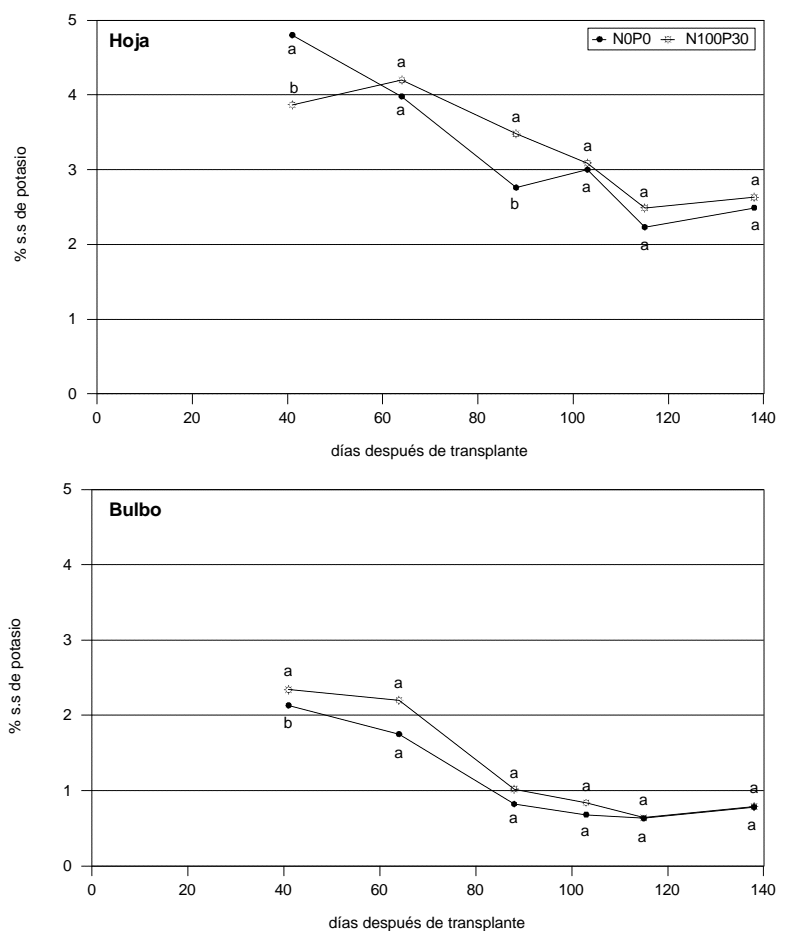 Hoja
N0P0 N100P30
5
4
3
2
1
0
a
b
a
a
a
b
a
a
a
a
a
a
0 20 40 60 80 100 120 140
% s.s de potasio
días después de transplante
Bulbo
5
4
3
2
1
0
a
b
a
a
a
a
a
a
a
a
a
a
0 20 40 60 80 100 120 140
% s.s de potasio
días después de transplante